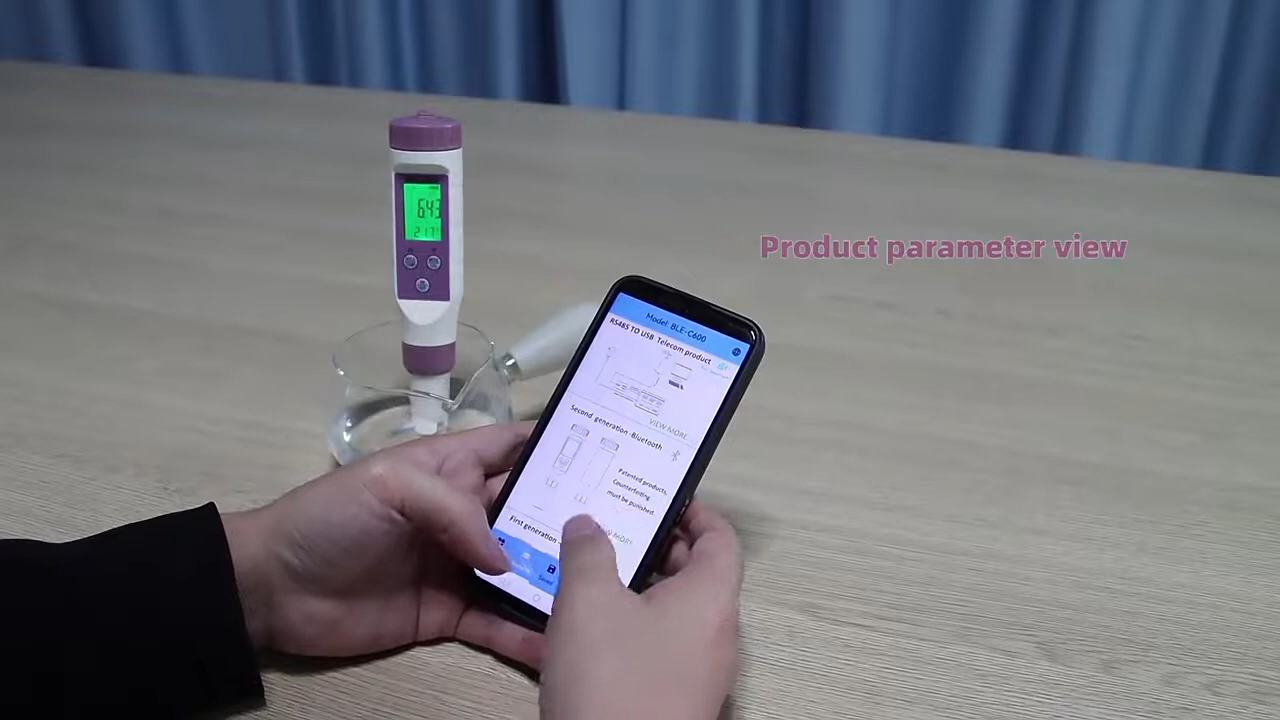 643
217
Product parameter view
Model: BLE-C600
RS485 TO USB Telecom product
VIEW MORE
Second generation-Bluetooth
Patented products,
Counterfeiting
must be punished.
First generation
Saved